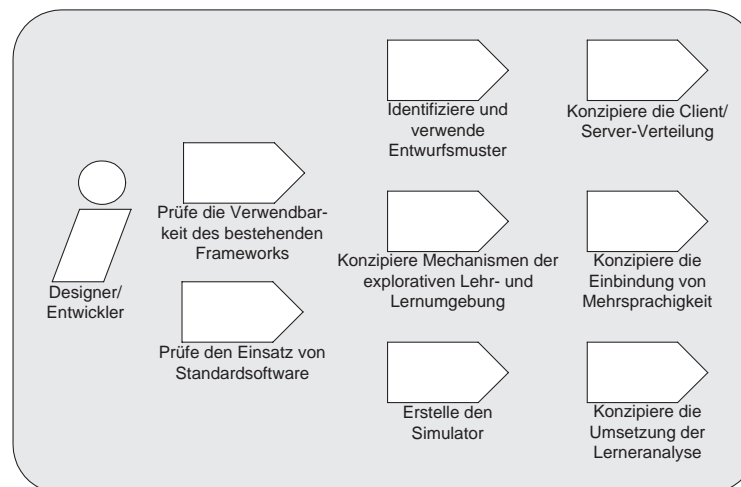 Designer/
Entwickler
Prüfe die Verwendbar-
keit des bestehenden
Frameworks
Prüfe den Einsatz von
Standardsoftware
Identifiziere und
verwende
Entwurfsmuster
Konzipiere Mechanismen der
explorativen Lehr- und
Lernumgebung
Erstelle den
Simulator
Konzipiere die Client/
Server-Verteilung
Konzipiere die
Einbindung von
Mehrsprachigkeit
Konzipiere die
Umsetzung der
Lerneranalyse